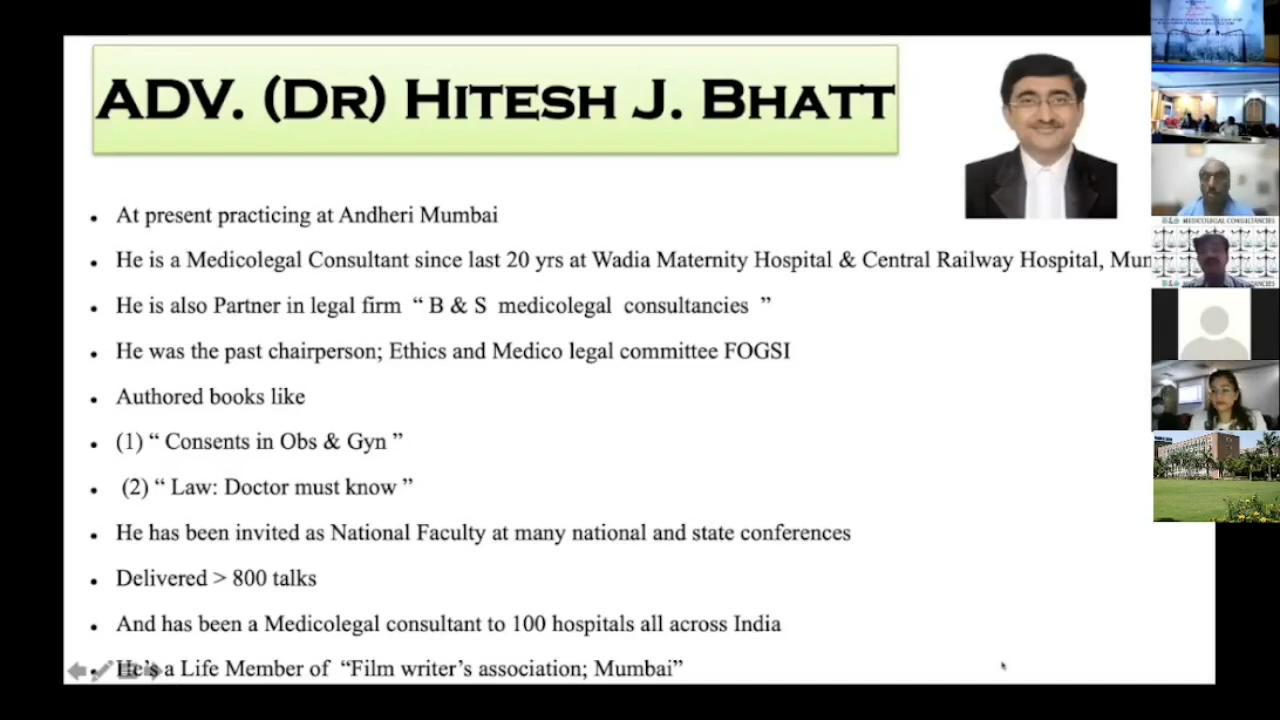 ADV. (DR) HITESH J. BHATT
• At present practicing at Andheri Mumbai
• He is a Medicolegal Consultant since last 20 yrs at Wadia Maternity Hospital & Central Railway Hospital, Mum
• He is also Partner in legal firm “ B & S medicolegal consultancies ”
• He was the past chairperson; Ethics and Medico legal committee FOGSI
• Authored books like
• (1) “ Consents in Obs & Gyn ”
• (2) “ Law: Doctor must know ”
• He has been invited as National Faculty at many national and state conferences
• Delivered > 800 talks
• And has been a Medicolegal consultant to 100 hospitals all across India
• He's a Life Member of “Film writer's association; Mumbai”
B&S MEDICOLEGAL CONSULTANCIES